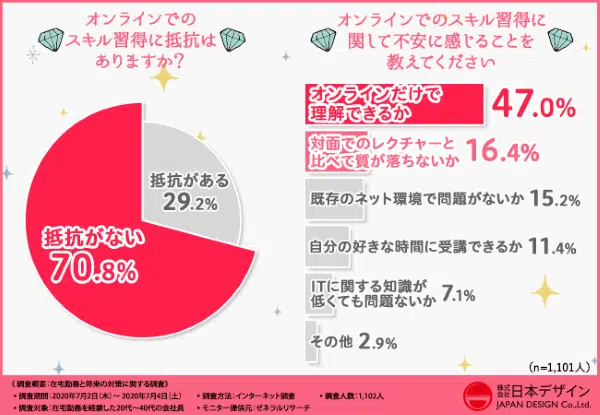 オンラインでの
スキル習得に抵抗は
ありますか？
抵抗がある
29.2%
抵抗がない
70.8%
オンラインでのスキル習得に
関して不安に感じることを
教えてください
オンラインだけで
理解できるか
47.0%
対面でのレクチャーと
比べて質が落ちないか
16.4%
既存のネット環境で問題がないか 15.2%
自分の好きな時間に受講できるか 11.4%
ITに関する知識が
低くても問題ないか
7.1%
その他 2.9%
(n=1,101人)
《調査概要：在宅勤務と将来の対策に関する調査》
・調査期間：2020年7月2日（木）〜 2020年7月4日（土）
・調査方法：インターネット調査
・調査人数：1,102人
・調査対象：在宅勤務を経験した20代〜40代の会社員
・モニター提供元：ゼネラルリサーチ
株式会社 日本デザイン
JAPAN DESIGN Co.,Ltd.